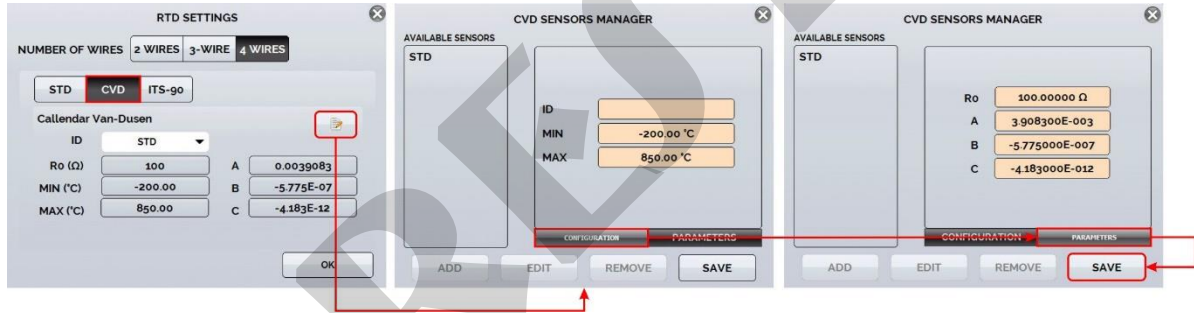 RTD SETTINGS
NUMBER OF WIRES 2 WIRES 3-WIRE 4 WIRES
STD CVD ITS-90
Callendar Van-Dusen
ID STD
R0 (Ω) 100 A 0.0039083
MIN (°C) -200.00 B -5.775E-07
MAX (°C) 850.00 C -4.183E-12
OK
CVD SENSORS MANAGER
AVAILABLE SENSORS
STD
ID
MIN -200.00 °C
MAX 850.00 °C
CONFIGURATION PARAMETERS
ADD EDIT REMOVE SAVE
CVD SENSORS MANAGER
AVAILABLE SENSORS
STD
R0 100.00000 Ω
A 3.908300E-003
B -5.775000E-007
C -4.183000E-012
CONFIGURATION PARAMETERS
ADD EDIT REMOVE SAVE